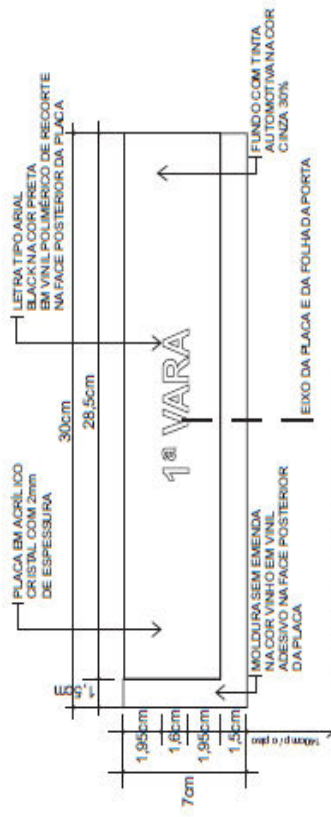 PLACA EM ACRÍLICO
CRISTAL COM 2mm
DE ESPESSURA
LETRA TIPO ARIAL
BLACK NA COR PRETA
EM VINIL POLIMÉRICO DE RECORTE
NA FACE POSTERIOR DA PLACA
30cm
28,5cm
1,5cm
1,95cm
1,6cm
1,95cm
1,5cm
7cm
140cm p/ o piso
1ª VARA
MOLDURA SEM EMENDA
NA COR VINHO EM VINIL
ADESIVO NA FACE POSTERIOR
DA PLACA
EIXO DA PLACA E DA FOLHA DA PORTA
FUNDO COM TINTA
AUTOMOTIVA NA COR
CINZA 30%